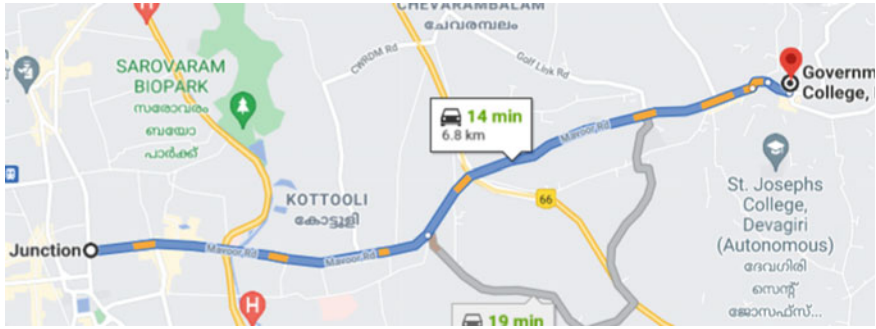 CHEVARAMBALAM
ചേവരമ്പലം
CWRDM Rd
Golf Link Rd
SAROVARAM
BIOPARK
സരോവരം
ബയോ
പാർക്ക്
H
Governm
College,
14 min
6.8 km
Mavoor Rd
KOTTOOLI
കോട്ടൂളി
66
St. Josephs
College,
Devagiri
(Autonomous)
ദേവഗിരി
സെന്റ്
ജോസഫ്സ്...
Junction
Mavoor Rd
Mavoor Rd
H
19 min